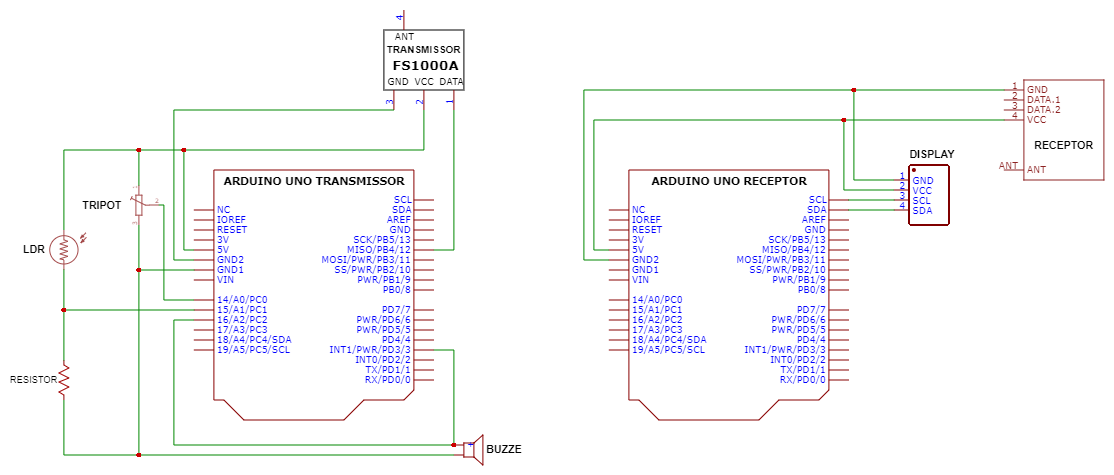 4
ANT
TRANSMISSOR
FS1000A
GND VCC DATA
3 2 1
TRIPOT
1
2
3
LDR
RESISTOR
ARDUINO UNO TRANSMISSOR
NC
IOREF
RESET
3V
5V
GND2
GND1
VIN
14/A0/PC0
15/A1/PC1
16/A2/PC2
17/A3/PC3
18/A4/PC4/SDA
19/A5/PC5/SCL
SCL
SDA
AREF
GND
SCK/PB5/13
MISO/PB4/12
MOSI/PWR/PB3/11
SS/PWR/PB2/10
PWR/PB1/9
PB0/8
PD7/7
PWR/PD6/6
PWR/PD5/5
PD4/4
INT1/PWR/PD3/3
INT0/PD2/2
TX/PD1/1
RX/PD0/0
+
BUZZE
ARDUINO UNO RECEPTOR
NC
IOREF
RESET
3V
5V
GND2
GND1
VIN
14/A0/PC0
15/A1/PC1
16/A2/PC2
17/A3/PC3
18/A4/PC4/SDA
19/A5/PC5/SCL
SCL
SDA
AREF
GND
SCK/PB5/13
MISO/PB4/12
MOSI/PWR/PB3/11
SS/PWR/PB2/10
PWR/PB1/9
PB0/8
PD7/7
PWR/PD6/6
PWR/PD5/5
PD4/4
INT1/PWR/PD3/3
INT0/PD2/2
TX/PD1/1
RX/PD0/0
DISPLAY
1 GND
2 VCC
3 SCL
4 SDA
1 GND
2 DATA.1
3 DATA.2
4 VCC
RECEPTOR
ANT ANT